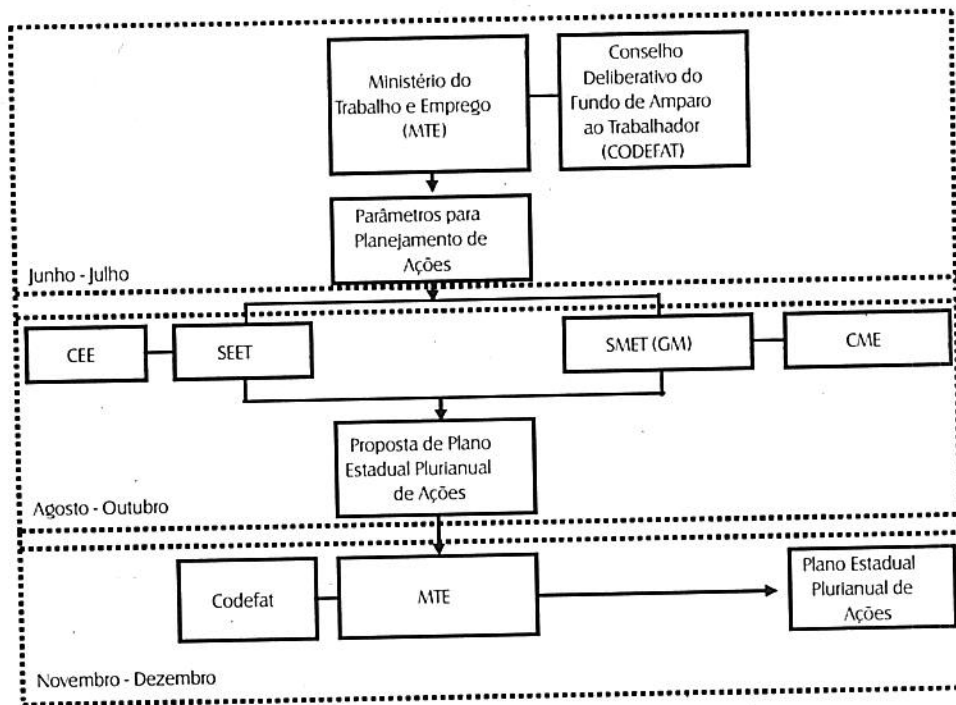 Ministério do
Trabalho e Emprego
(MTE)
Conselho
Deliberativo do
Fundo de Amparo
ao Trabalhador
(CODEFAT)
Parâmetros para
Planejamento de
Ações
Junho - Julho
CEE
SEET
SMET (GM)
CME
Proposta de Plano
Estadual Plurianual
de Ações
Agosto - Outubro
Codefat
MTE
Plano Estadual
Plurianual de
Ações
Novembro - Dezembro